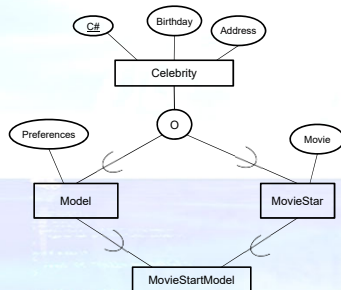 C#
Birthday
Address
Celebrity
O
Preferences
Movie
Model
MovieStar
MovieStartModel